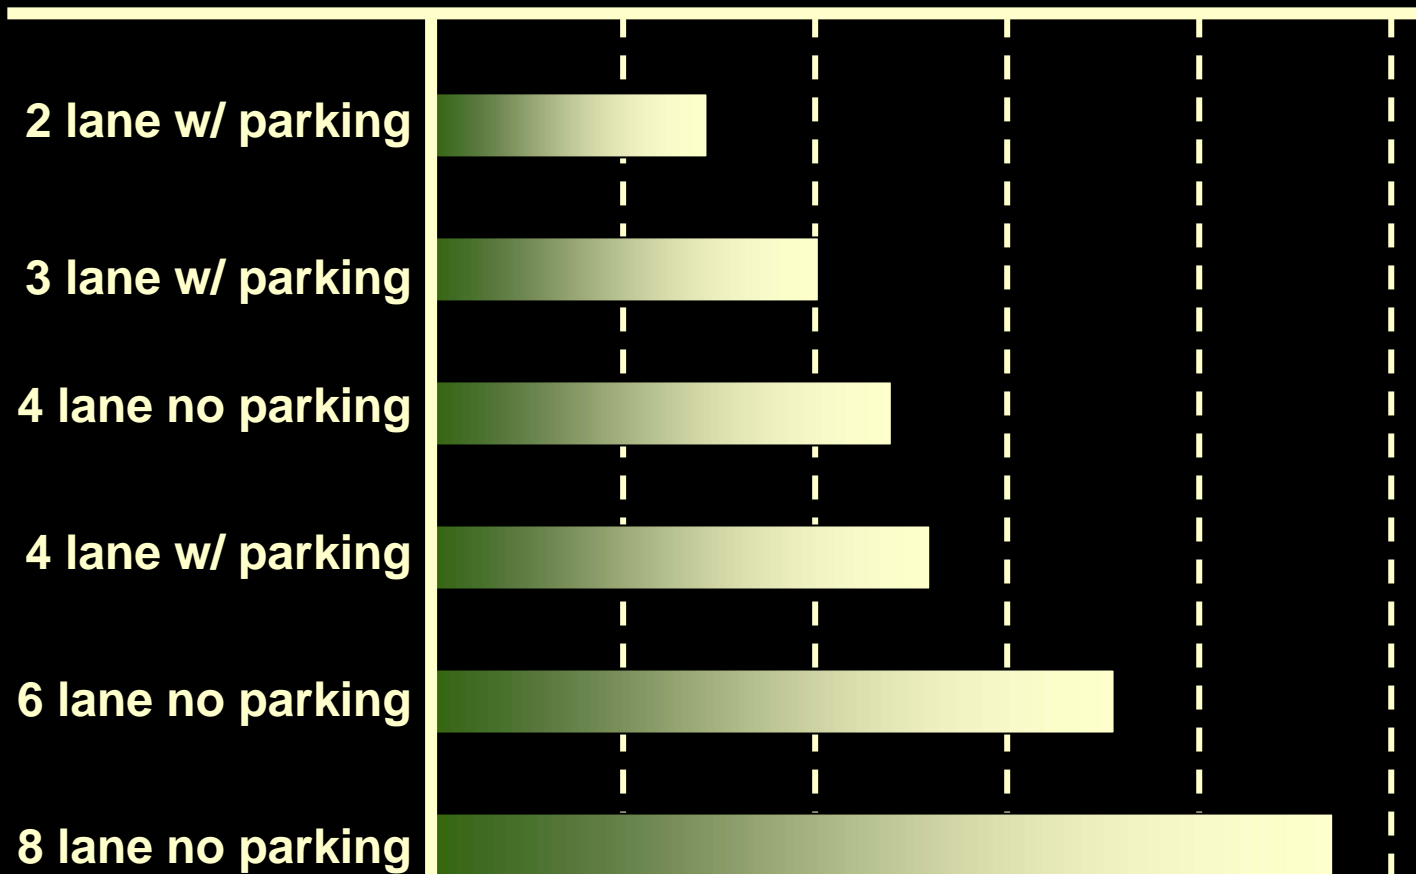 2 lane w/ parking
3 lane w/ parking
4 lane no parking
4 lane w/ parking
6 lane no parking
8 lane no parking